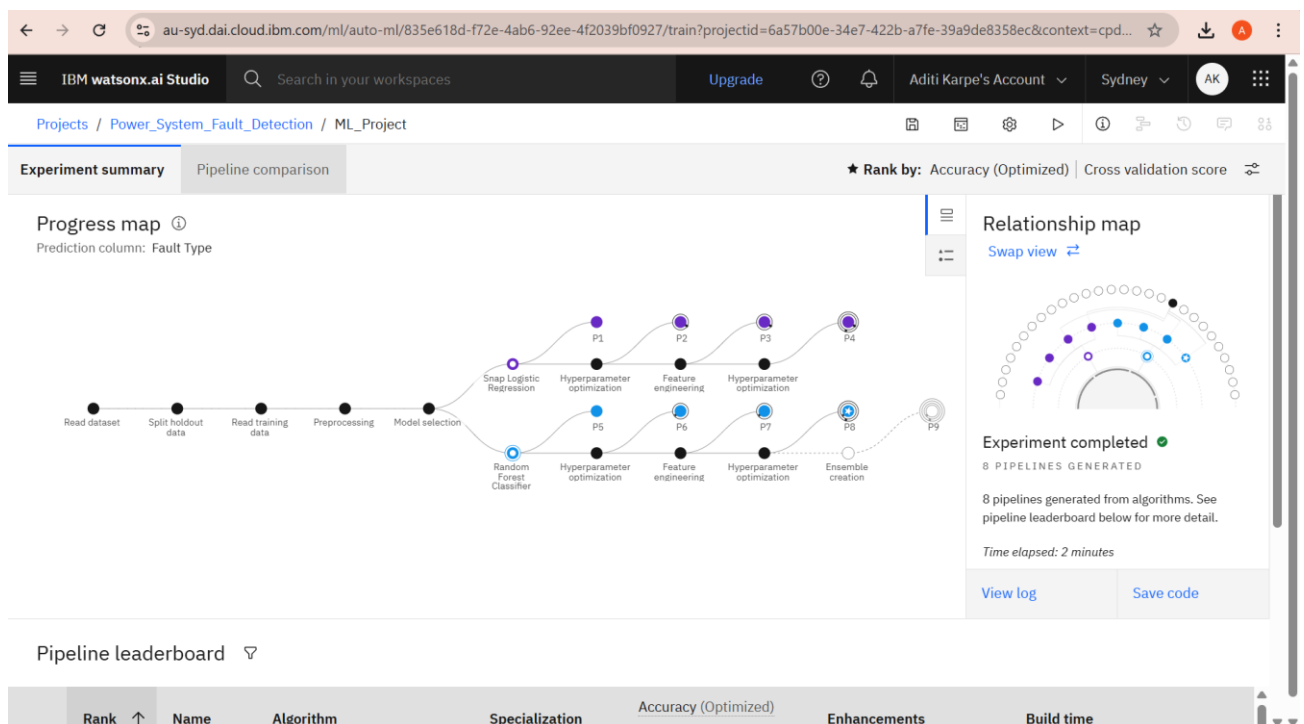 au-syd.dai.cloud.ibm.com/ml/auto-ml/835e618d-f72e-4ab6-92ee-4f2039bf0927/train?projectid=6a57b00e-34e7-422b-a7fe-39a9de8358ec&context=cpd...
A
IBM watsonx.ai Studio
Search in your workspaces
Upgrade
Aditi Karpe's Account
Sydney
AK
Projects / Power_System_Fault_Detection / ML_Project
Experiment summary
Pipeline comparison
★ Rank by: Accuracy (Optimized) | Cross validation score
Progress map
Prediction column: Fault Type
P1
P2
P3
P4
Snap Logistic
Regression
Hyperparameter
optimization
Feature
engineering
Hyperparameter
optimization
Read dataset
Split holdout
data
Read training
data
Preprocessing
Model selection
P5
P6
P7
P8
P9
Random
Forest
Classifier
Hyperparameter
optimization
Feature
engineering
Hyperparameter
optimization
Ensemble
creation
Relationship map
Swap view
Experiment completed
8 PIPELINES GENERATED
8 pipelines generated from algorithms. See
pipeline leaderboard below for more detail.
Time elapsed: 2 minutes
View log
Save code
Pipeline leaderboard
Rank ↑
Name
Algorithm
Specialization
Accuracy (Optimized)
Enhancements
Build time